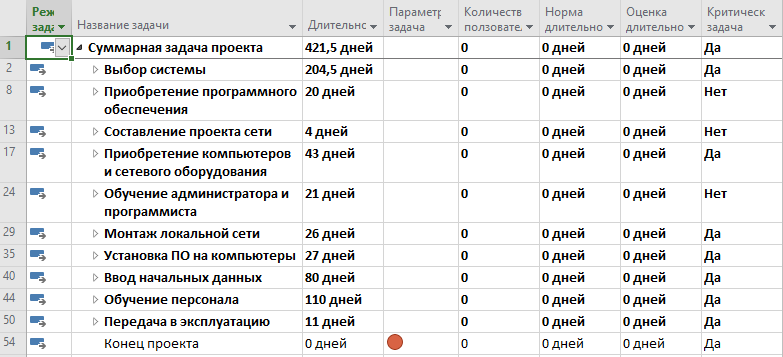 Реж задa Название задачи Длительнс Параметр задача Количеств ползовате. Норма длительно Оценка длительно Критическ задача
1 Суммарная задача проекта 421,5 дней 0 0 дней 0 дней Да
2 Выбор системы 204,5 дней 0 0 дней 0 дней Да
8 Приобретение программного обеспечения 20 дней 0 0 дней 0 дней Нет
13 Составление проекта сети 4 дней 0 0 дней 0 дней Нет
17 Приобретение компьютеров и сетевого оборудования 43 дней 0 0 дней 0 дней Да
24 Обучение администратора и программиста 21 дней 0 0 дней 0 дней Нет
29 Монтаж локальной сети 26 дней 0 0 дней 0 дней Да
35 Установка ПО на компьютеры 27 дней 0 0 дней 0 дней Да
40 Ввод начальных данных 80 дней 0 0 дней 0 дней Да
44 Обучение персонала 110 дней 0 0 дней 0 дней Да
50 Передача в эксплуатацию 11 дней 0 0 дней 0 дней Да
54 Конец проекта 0 дней 0 0 дней 0 дней Да